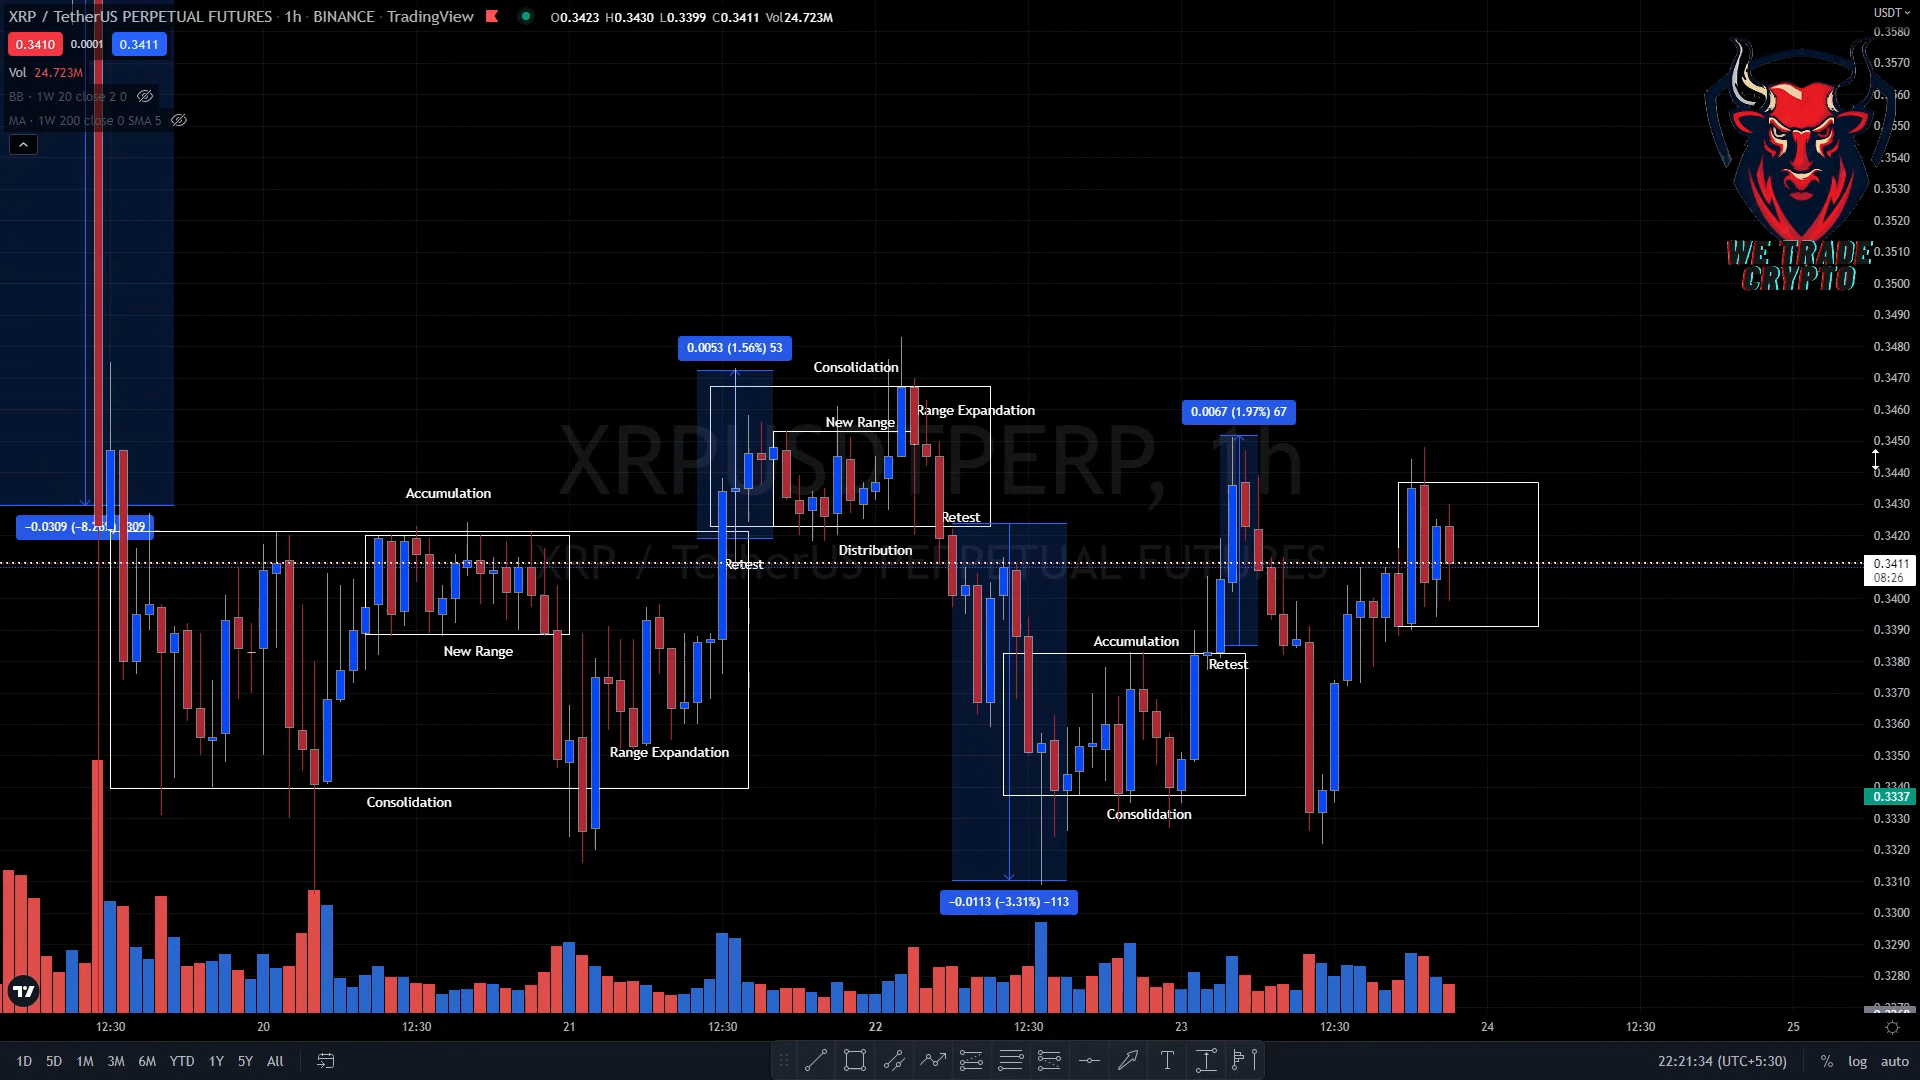 XRP / TetherUS PERPETUAL FUTURES · 1h · BINANCE · TradingView O0.3423 H0.3430 L0.3399 C0.3411 Vol24.723M
USDT
0.3410 0.0001 0.3411
Vol 24.723M
BB · 1W 20 close 2 0
MA · 1W 200 close 0 SMA 5
0.3580
0.3570
0.3540
0.3530
0.3520
0.3510
0.3500
0.3490
0.3480
0.3470
0.3460
0.3450
0.3440
0.3430
0.3420
0.3411
08:26
0.3400
0.3390
0.3380
0.3370
0.3360
0.3350
0.3340
0.3337
0.3330
0.3320
0.3310
0.3300
0.3290
0.3280
WE TRADE
CRYPTO
XRPUSDTPERP, 1h
XRP / TetherUS PERPETUAL FUTURES
0.0053 (1.56%) 53
Consolidation
Range Expansion
New Range
0.0067 (1.97%) 67
Accumulation
Retest
Distribution
Retest
New Range
Accumulation
Retest
Range Expandation
Consolidation
Consolidation
−0.0113 (−3.31%) −113
12:30 20 12:30 21 12:30 22 12:30 23 12:30 24 12:30 25
1D 5D 1M 3M 6M YTD 1Y 5Y All
22:21:34 (UTC+5:30) % log auto